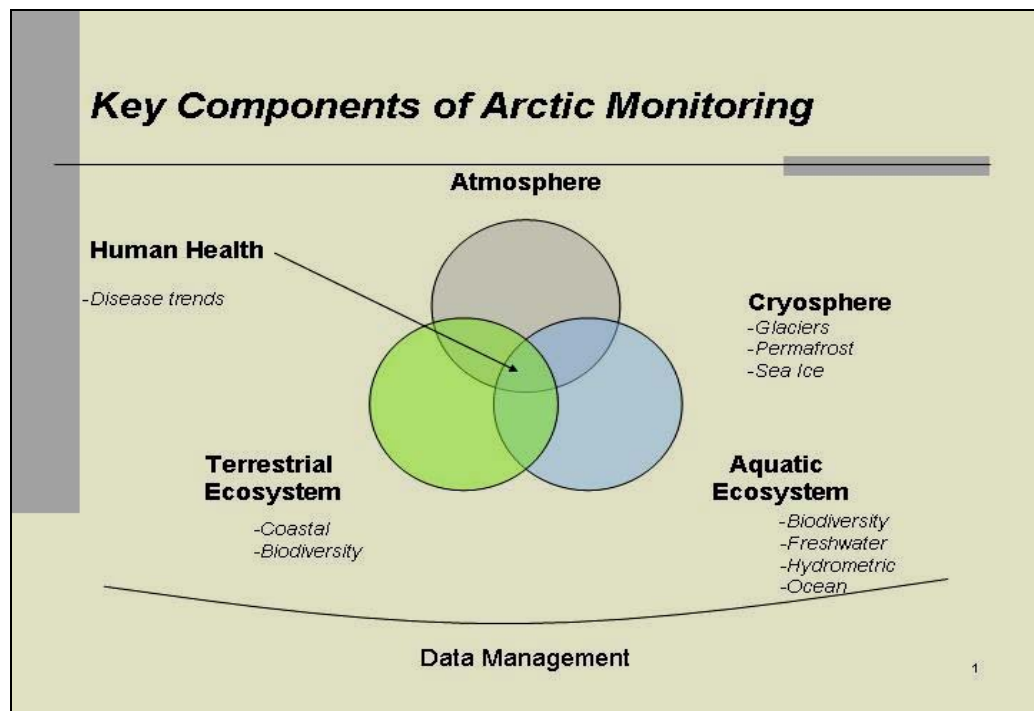 Key Components of Arctic Monitoring
Atmosphere
Human Health
-Disease trends
Cryosphere
-Glaciers
-Permafrost
-Sea Ice
Terrestrial
Ecosystem
-Coastal
-Biodiversity
Aquatic
Ecosystem
-Biodiversity
-Freshwater
-Hydrometric
-Ocean
Data Management
1